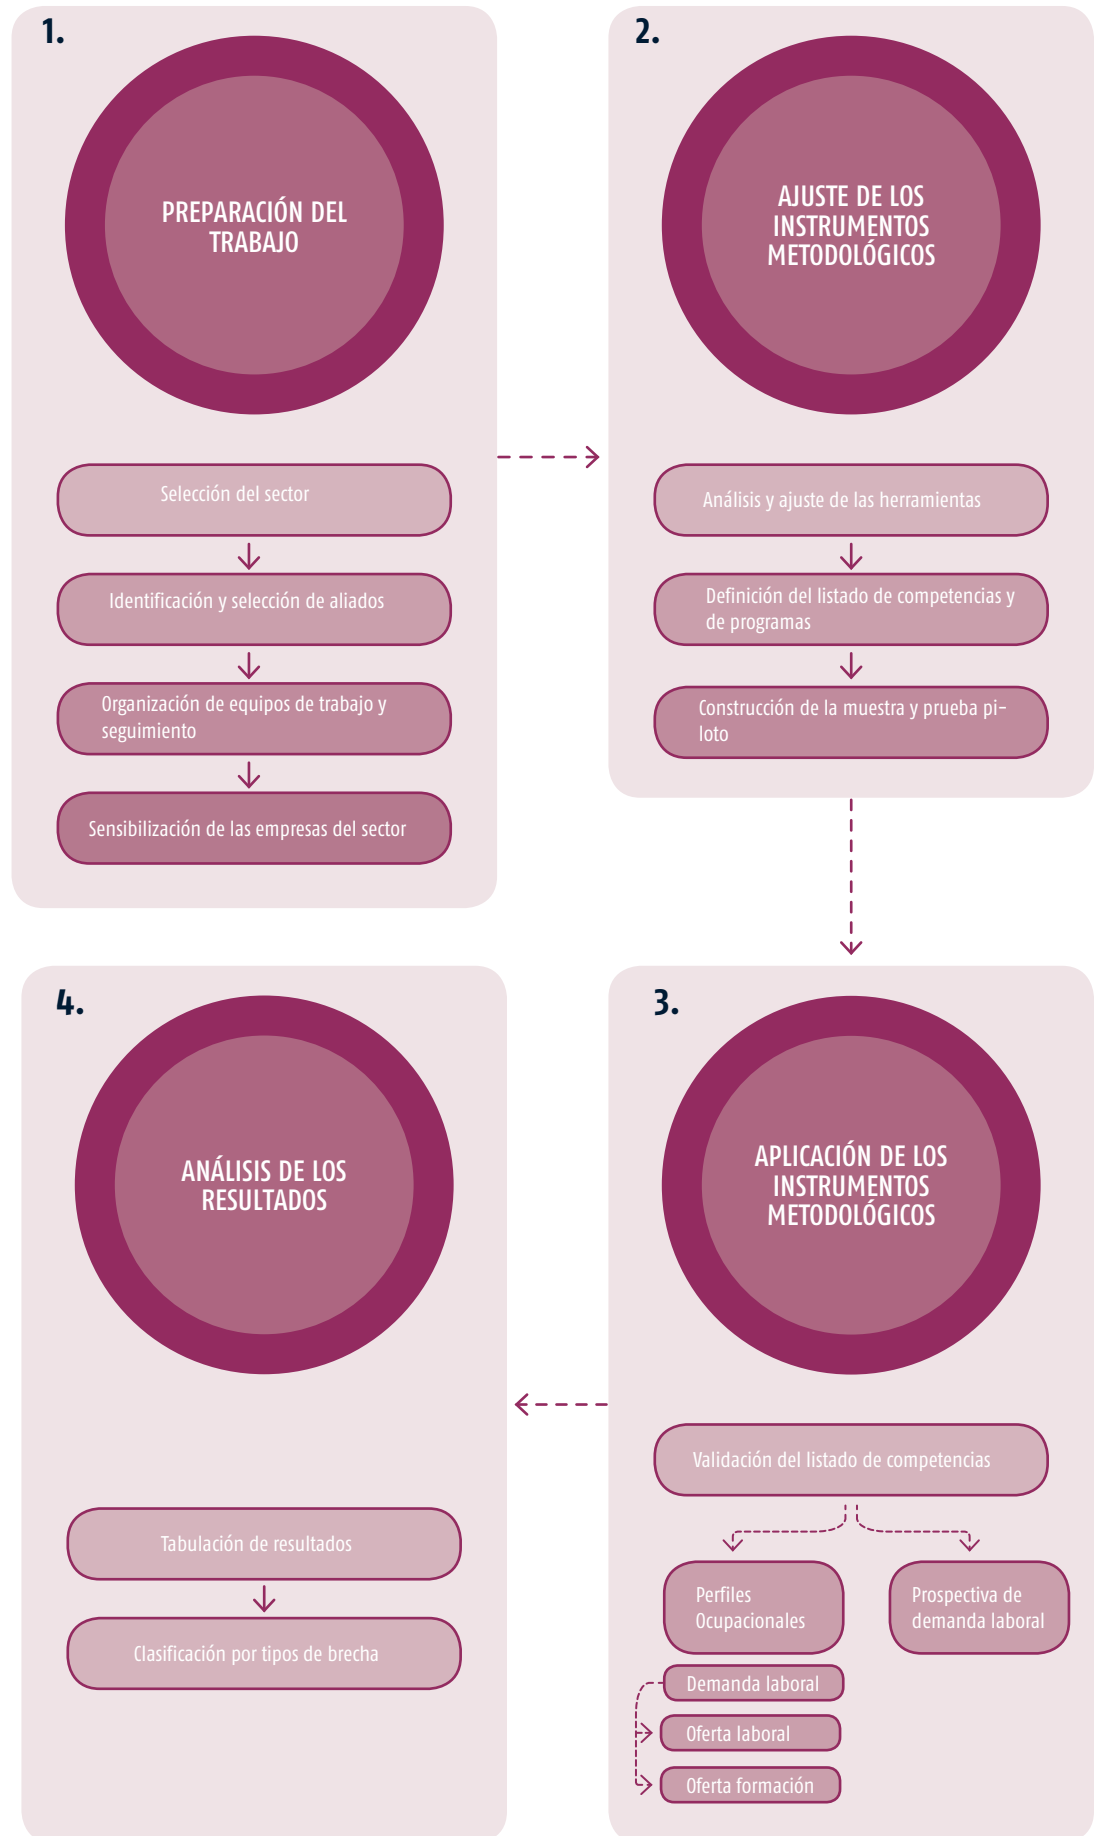 1.
PREPARACIÓN DEL
TRABAJO
Selección del sector
Identificación y selección de aliados
Organización de equipos de trabajo y
seguimiento
Sensibilización de las empresas del sector
2.
AJUSTE DE LOS
INSTRUMENTOS
METODOLÓGICOS
Análisis y ajuste de las herramientas
Definición del listado de competencias y
de programas
Construcción de la muestra y prueba pi-
loto
3.
APLICACIÓN DE LOS
INSTRUMENTOS
METODOLÓGICOS
Validación del listado de competencias
Perfiles
Ocupacionales
Prospectiva de
demanda laboral
Demanda laboral
Oferta laboral
Oferta formación
4.
ANÁLISIS DE LOS
RESULTADOS
Tabulación de resultados
Clasificación por tipos de brecha